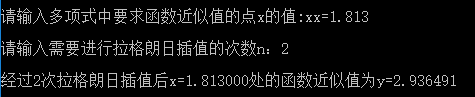 请输入多项式中要求函数近似值的点x的值:xx=1.813
请输入需要进行拉格朗日插值的次数n：2
经过2次拉格朗日插值后x=1.813000处的函数近似值为y=2.936491